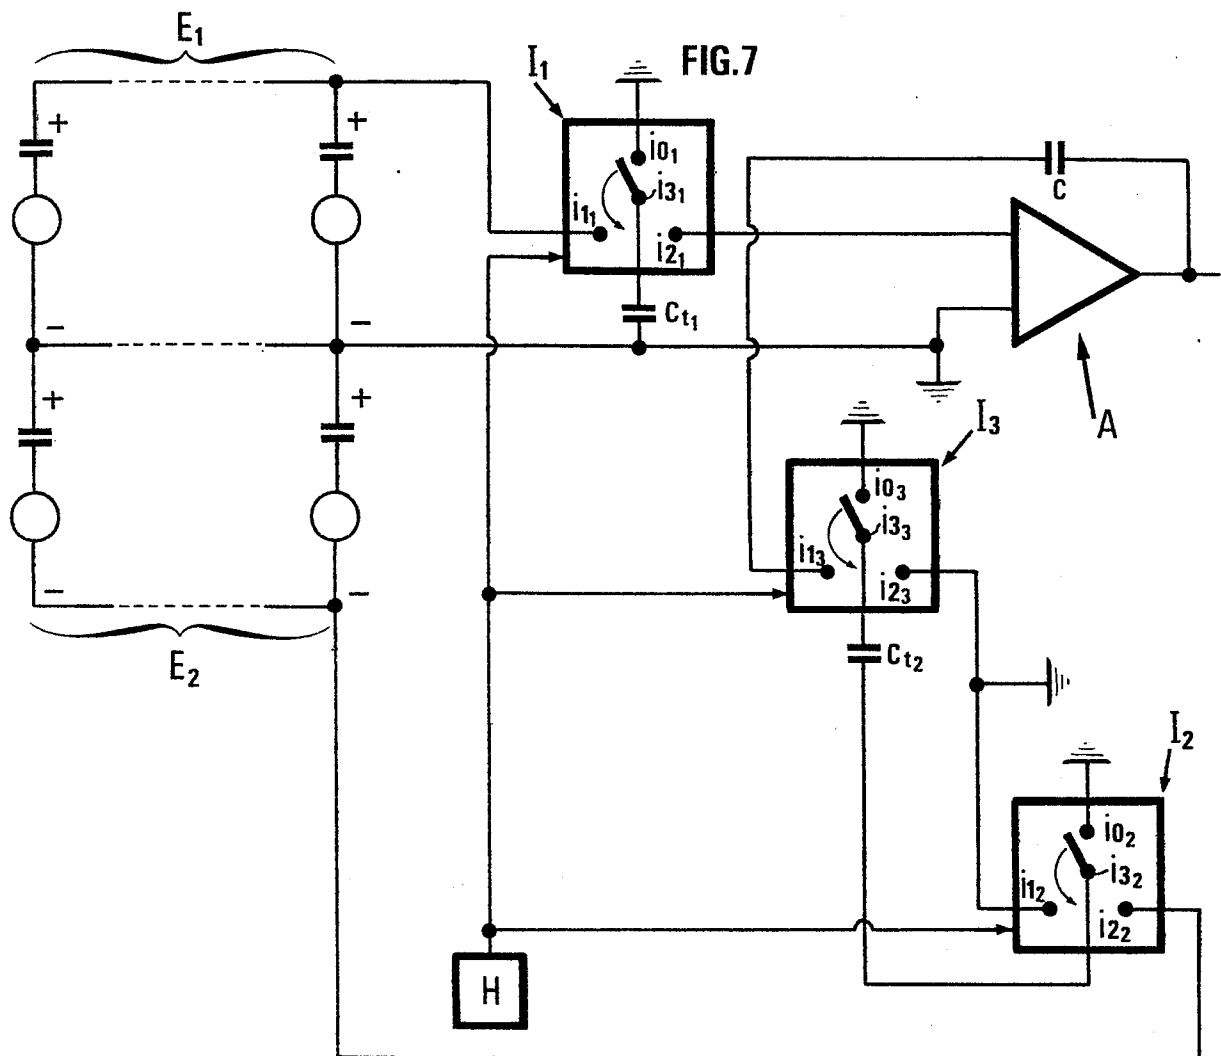 E1
FIG.7
I1
+
+
i01
i31
i11
i21
C
Ct1
-
-
+
+
A
I3
i03
i33
i13
i23
-
-
E2
Ct2
I2
i02
i32
i12
i22
H